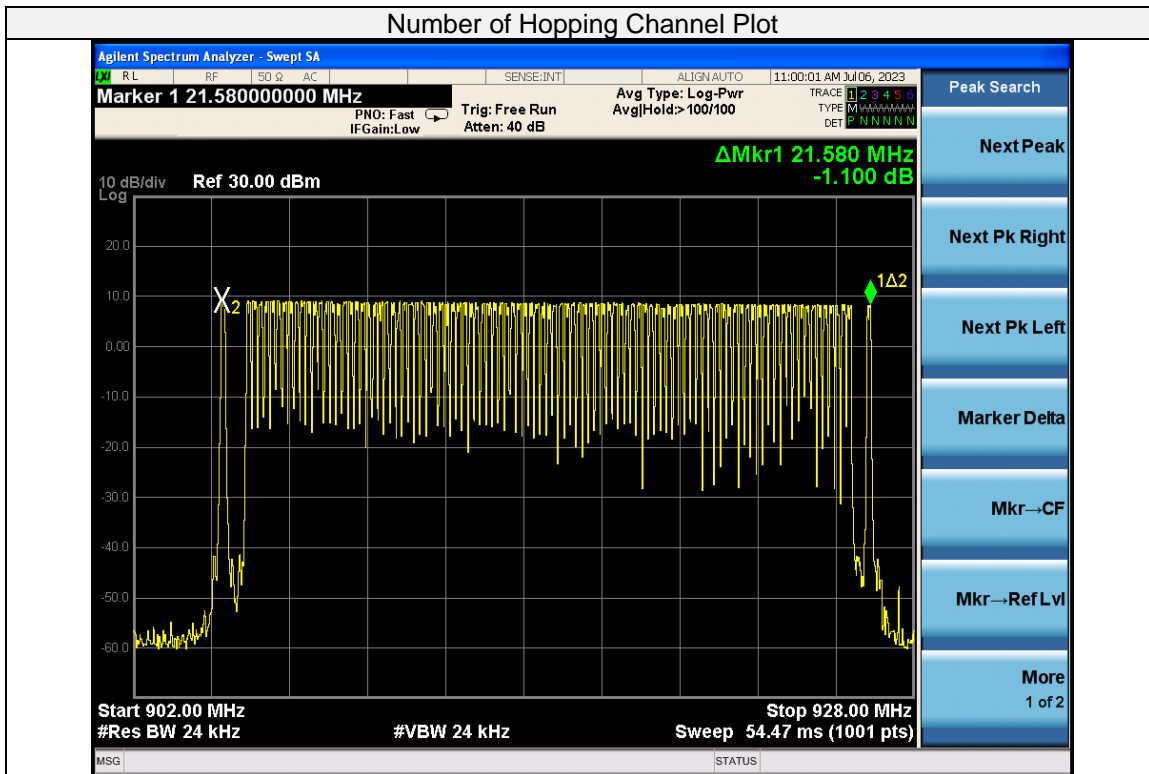 Number of Hopping Channel Plot
Agilent Spectrum Analyzer - Swept SA
LXI RL RF 50 Ω AC SENSE:INT ALIGN AUTO 11:00:01 AM Jul 06, 2023
Marker 1 21.580000000 MHz
PNO: Fast
IFGain:Low
Trig: Free Run
Atten: 40 dB
Avg Type: Log-Pwr
Avg|Hold:>100/100
TRACE 1 2 3 4 5 6
TYPE M
DET P N N N N N
Peak Search
ΔMkr1 21.580 MHz
-1.100 dB
10 dB/div Ref 30.00 dBm
Log
20.0
10.0
0.00
-10.0
-20.0
-30.0
-40.0
-50.0
-60.0
2
1Δ2
Start 902.00 MHz Stop 928.00 MHz
#Res BW 24 kHz #VBW 24 kHz Sweep 54.47 ms (1001 pts)
MSG STATUS
Next Peak
Next Pk Right
Next Pk Left
Marker Delta
Mkr→CF
Mkr→Ref Lvl
More
1 of 2